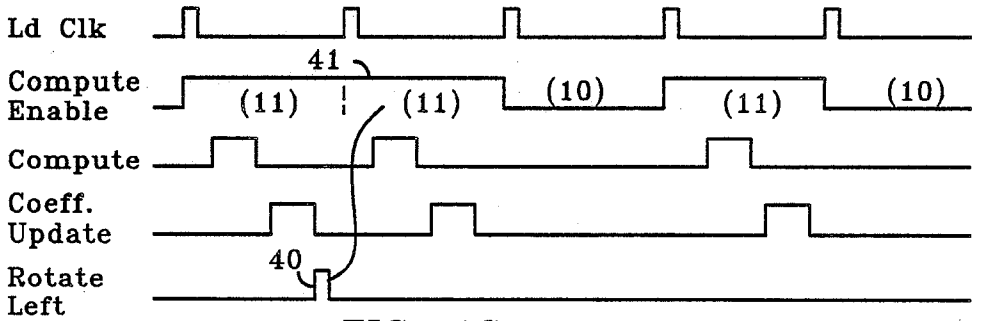 Ld Clk
41
Compute
Enable
(11)
(11)
(10)
(11)
(10)
Compute
Coeff.
Update
40
Rotate
Left